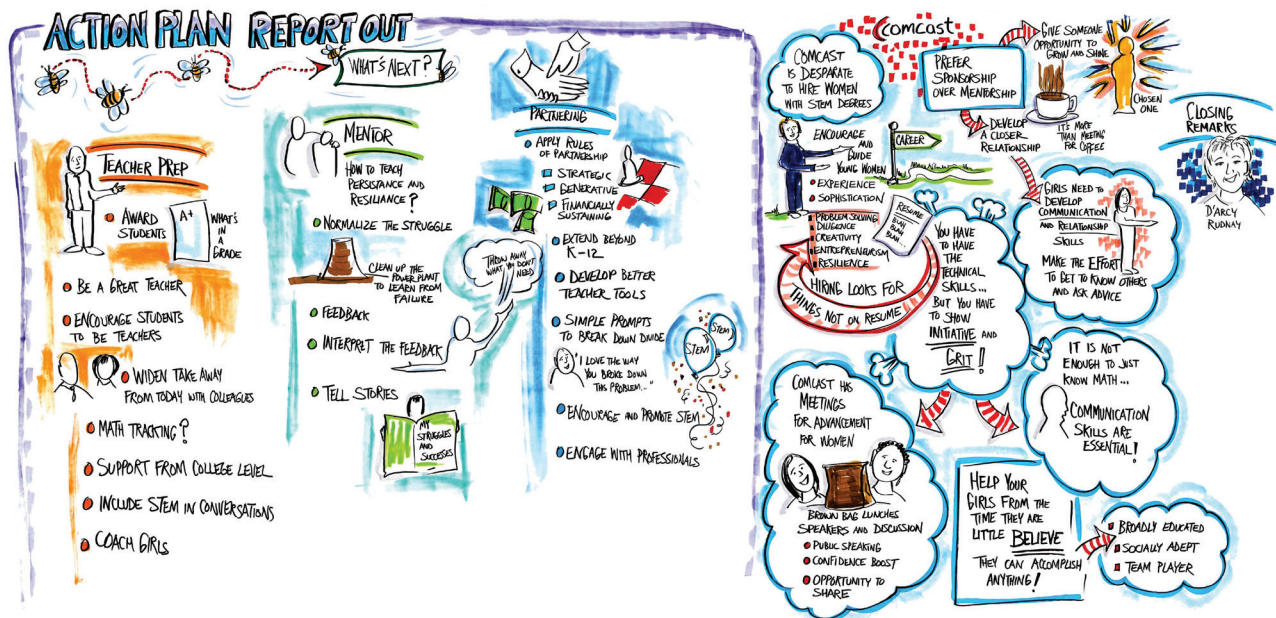 ACTION PLAN REPORT OUT
WHAT'S NEXT?
TEACHER PREP
AWARD
STUDENTS
A+
WHAT'S
IN A
GRADE
BE A GREAT TEACHER
ENCOURAGE STUDENTS
TO BE TEACHERS
WIDEN TAKE AWAY
FROM TODAY WITH COLLEAGUES
MATH TRACKING?
SUPPORT FROM COLLEGE LEVEL
INCLUDE STEM IN CONVERSATIONS
COACH GIRLS
MENTOR
HOW TO TEACH
PERSISTANCE AND
RESILIANCE?
NORMALIZE THE STRUGGLE
CLEAN UP THE
POWER PLANT
TO LEARN FROM
FAILURE
FEEDBACK
INTERPRET THE FEEDBACK
TELL STORIES
MY
STRUGGLES
AND
SUCCESSES
THROW AWAY
WHAT YOU DON'T
NEED
PARTNERING
APPLY RULES
OF PARTNERSHIP
STRATEGIC
GENERATIVE
FINANCIALLY
SUSTAINING
EXTEND BEYOND
K-12
DEVELOP BETTER
TEACHER TOOLS
SIMPLE PROMPTS
TO BREAK DOWN DIVIDE
"I LOVE THE WAY
YOU BROKE DOWN
THIS PROBLEM..."
STEM
STEM
ENCOURAGE AND PROMOTE STEM
ENGAGE WITH PROFESSIONALS
comcast
COMCAST
IS DESPARATE
TO HIRE WOMEN
WITH STEM DEGREES
PREFER
SPONSORSHIP
OVER MENTORSHIP
GIVE SOMEONE
OPPORTUNITY TO
GROW AND SHINE
CHOSEN
ONE
DEVELOP
A CLOSER
RELATIONSHIP
IT'S MORE
THAN MEETING
FOR COFFEE
CLOSING
REMARKS
D'ARCY
RUDNAY
ENCOURAGE
AND
GUIDE
YOUNG WOMEN
CAREER
EXPERIENCE
SOPHISTICATION
PROBLEM SOLVING
DILIGENCE
CREATIVITY
ENTREPRENEURISM
RESILIENCE
RESUME
BLAH
BLAH
BLAH...
HIRING LOOKS FOR
THINGS NOT ON RESUME
YOU HAVE
TO HAVE
THE
TECHNICAL
SKILLS...
BUT YOU HAVE
TO SHOW
INITIATIVE AND
GRIT!
GIRLS NEED TO
DEVELOP
COMMUNICATION
AND RELATIONSHIP
SKILLS
MAKE THE EFFORT
TO GET TO KNOW OTHERS
AND ASK ADVICE
IT IS NOT
ENOUGH TO JUST
KNOW MATH...
COMMUNICATION
SKILLS ARE
ESSENTIAL!
COMCAST HAS
MEETINGS
FOR ADVANCEMENT
FOR WOMEN
BROWN BAG LUNCHES
SPEAKERS AND DISCUSSION
PUBLIC SPEAKING
CONFIDENCE BOOST
OPPORTUNITY TO
SHARE
HELP YOUR
GIRLS FROM THE
TIME THEY ARE
LITTLE BELIEVE
THEY CAN ACCOMPLISH
ANYTHING!
BROADLY EDUCATED
SOCIALLY ADEPT
TEAM PLAYER